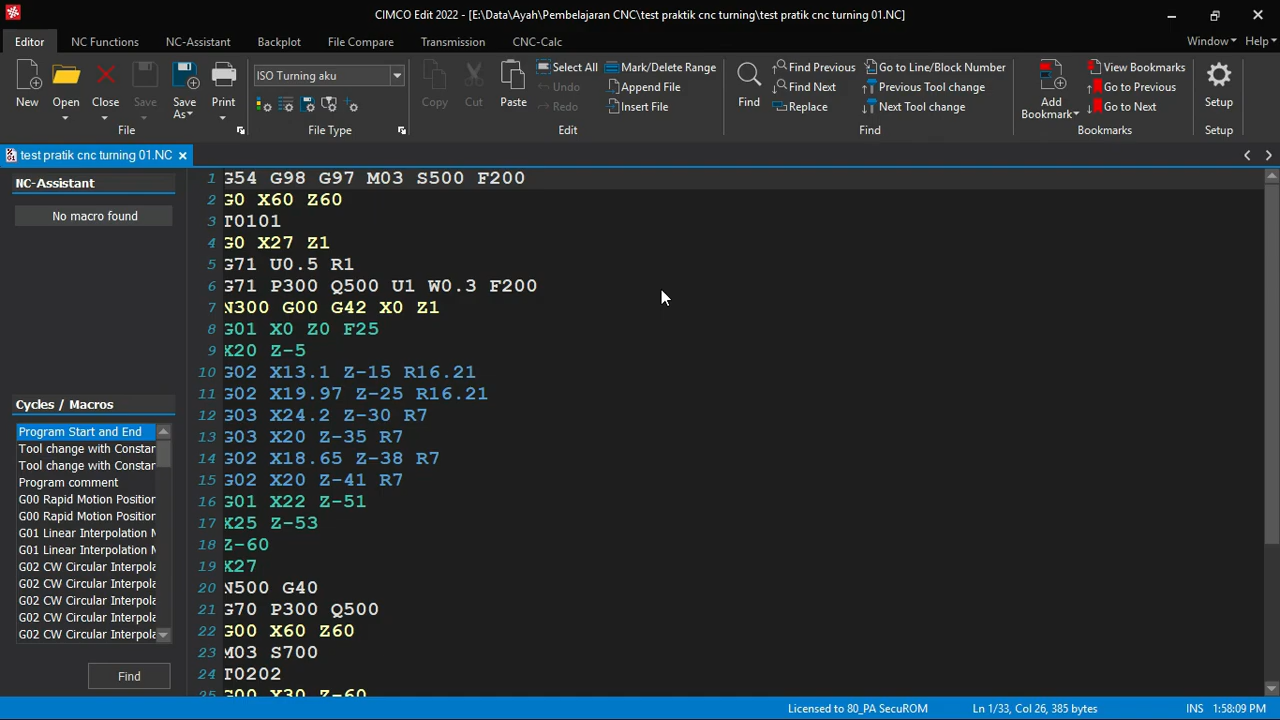 CIMCO Edit 2022 - [E:\Data\Ayah\Pembelajaran CNC\test praktik cnc turning\test pratik cnc turning 01.NC]
Editor NC Functions NC-Assistant Backplot File Compare Transmission CNC-Calc Window Help
New Open Close Save Save As Print
File
ISO Turning aku
File Type
Copy Cut Paste
Select All Mark/Delete Range
Undo Append File
Redo Insert File
Edit
Find
Find Previous Go to Line/Block Number
Find Next Previous Tool change
Replace Next Tool change
Find
Add Bookmark
View Bookmarks
Go to Previous
Go to Next
Bookmarks
Setup
Setup
test pratik cnc turning 01.NC
NC-Assistant
No macro found
Cycles / Macros
Program Start and End
Tool change with Constar
Tool change with Constar
Program comment
G00 Rapid Motion Position
G00 Rapid Motion Position
G01 Linear Interpolation M
G01 Linear Interpolation M
G02 CW Circular Interpola
G02 CW Circular Interpola
G02 CW Circular Interpola
G02 CW Circular Interpola
G02 CW Circular Interpola
Find
1 G54 G98 G97 M03 S500 F200
2 G0 X60 Z60
3 T0101
4 G0 X27 Z1
5 G71 U0.5 R1
6 G71 P300 Q500 U1 W0.3 F200
7 N300 G00 G42 X0 Z1
8 G01 X0 Z0 F25
9 X20 Z-5
10 G02 X13.1 Z-15 R16.21
11 G02 X19.97 Z-25 R16.21
12 G03 X24.2 Z-30 R7
13 G03 X20 Z-35 R7
14 G02 X18.65 Z-38 R7
15 G02 X20 Z-41 R7
16 G01 X22 Z-51
17 X25 Z-53
18 Z-60
19 X27
20 N500 G40
21 G70 P300 Q500
22 G00 X60 Z60
23 M03 S700
24 T0202
25 G00 X30 Z-60
Licensed to 80_PA SecuROM Ln 1/33, Col 26, 385 bytes INS 1:58:09 PM